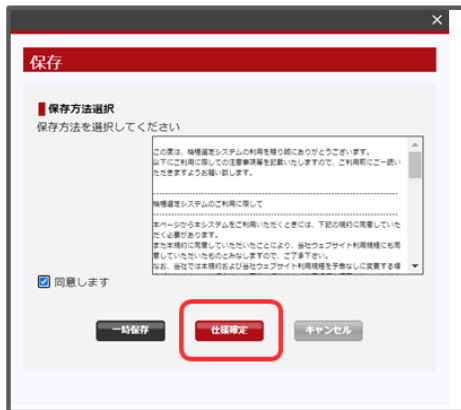 ×
保存
保存方法選択
保存方法を選択してください
この度は、機種選定システムの利用を賜り誠にありがとうございます。
以下にご利用に際しての注意事項等を記載いたしますので、ご利用前にご一読い
ただきますようお願い致します。
機種選定システムのご利用に際して
本ページから本システムをご利用いただくときには、下記の規約に同意していた
だく必要があります。
また本規約に同意していただいたことにより、当社ウェブサイト利用規程にも同
意していただいたものとみなしますので、ご了承下さい。
なお、当社では本規約および当社ウェブサイト利用規程を予告なしに変更する場
同意します
一時保存
仕様確定
キャンセル